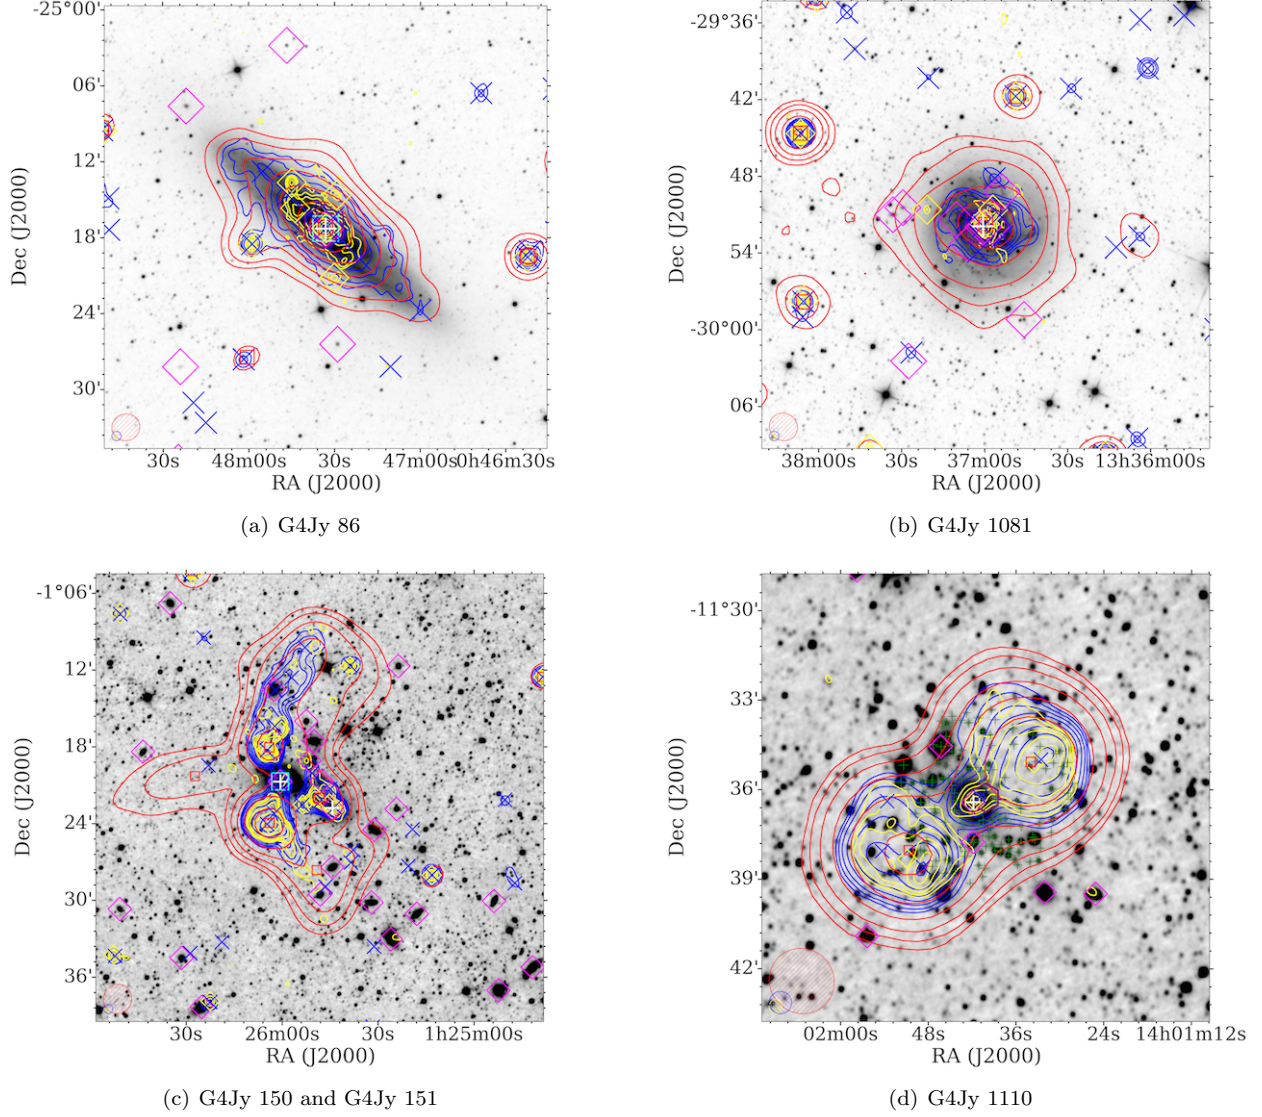 -25°00'
06'
12'
18'
24'
30'
Dec (J2000)
30s 48m00s 30s 47m00s 0h46m30s
RA (J2000)
(a) G4Jy 86
-29°36'
42'
48'
54'
-30°00'
06'
Dec (J2000)
38m00s 30s 37m00s 30s 13h36m00s
RA (J2000)
(b) G4Jy 1081
-1°06'
12'
18'
24'
30'
36'
Dec (J2000)
30s 26m00s 30s 1h25m00s
RA (J2000)
(c) G4Jy 150 and G4Jy 151
-11°30'
33'
36'
39'
42'
Dec (J2000)
02m00s 48s 36s 24s 14h01m12s
RA (J2000)
(d) G4Jy 1110